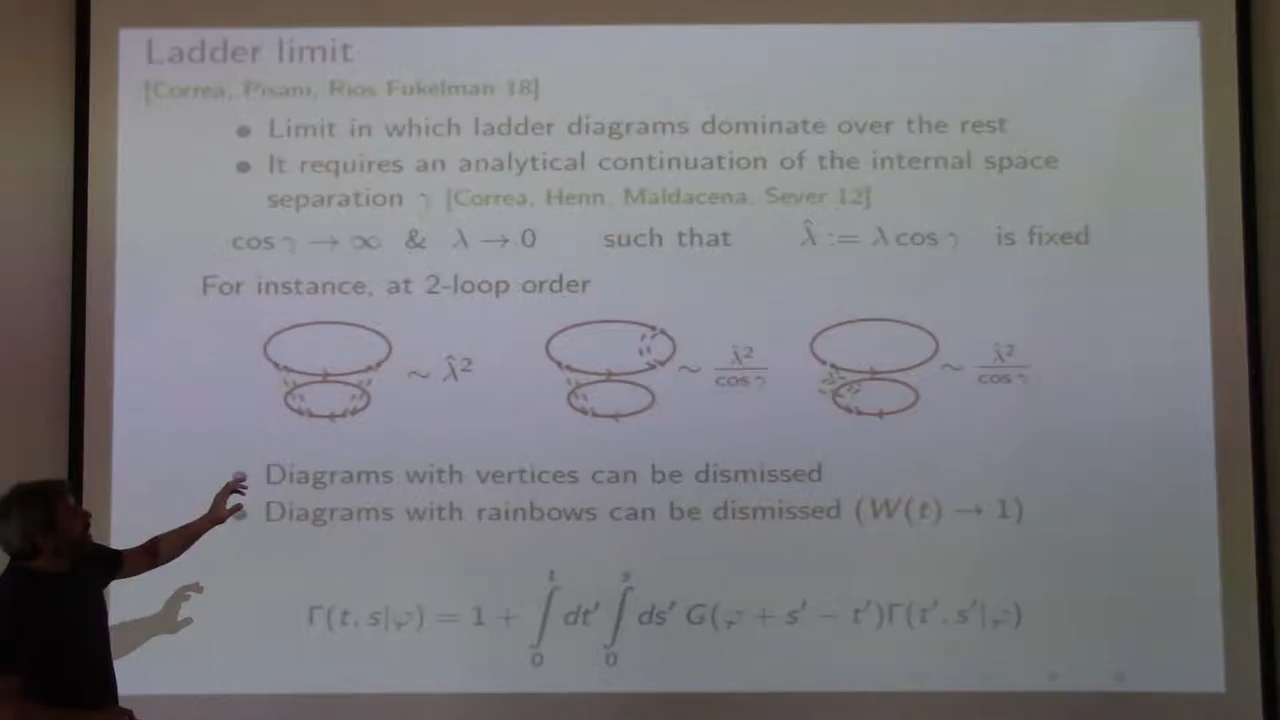 Ladder limit
[Correa, Pisani, Rios Fukelman 18]
• Limit in which ladder diagrams dominate over the rest
• It requires an analytical continuation of the internal space
separation γ [Correa, Henn, Maldacena, Sever 12]
cos γ → ∞ & λ → 0 such that λ̂ := λ cos γ is fixed
For instance, at 2-loop order
∼ λ̂² ∼ λ̂²/cos γ ∼ λ̂²/cos γ
• Diagrams with vertices can be dismissed
• Diagrams with rainbows can be dismissed (W(t) → 1)
Γ(t, s|φ) = 1 + ∫₀ᵗ dt′ ∫₀ˢ ds′ G(φ + s′ − t′)Γ(t′, s′|φ)